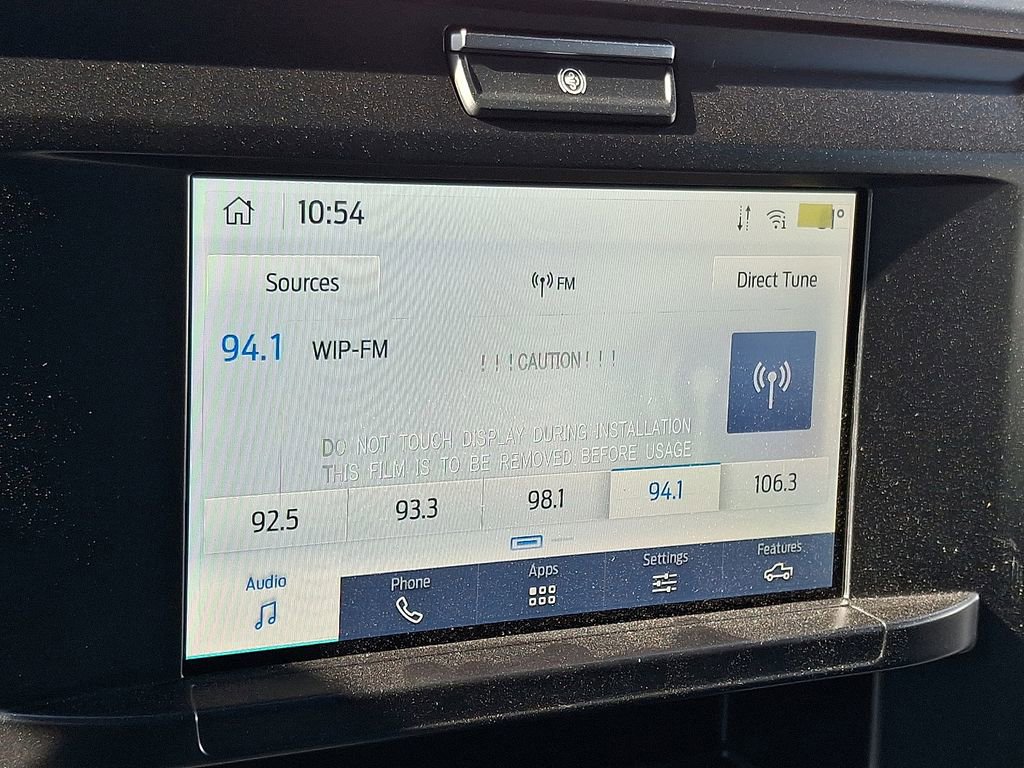 10:54
Sources
FM
Direct Tune
94.1 WIP-FM
! ! ! CAUTION ! ! !
DO NOT TOUCH DISPLAY DURING INSTALLATION
THIS FILM IS TO BE REMOVED BEFORE USAGE
92.5 93.3 98.1 94.1 106.3
Audio Phone Apps Settings Features